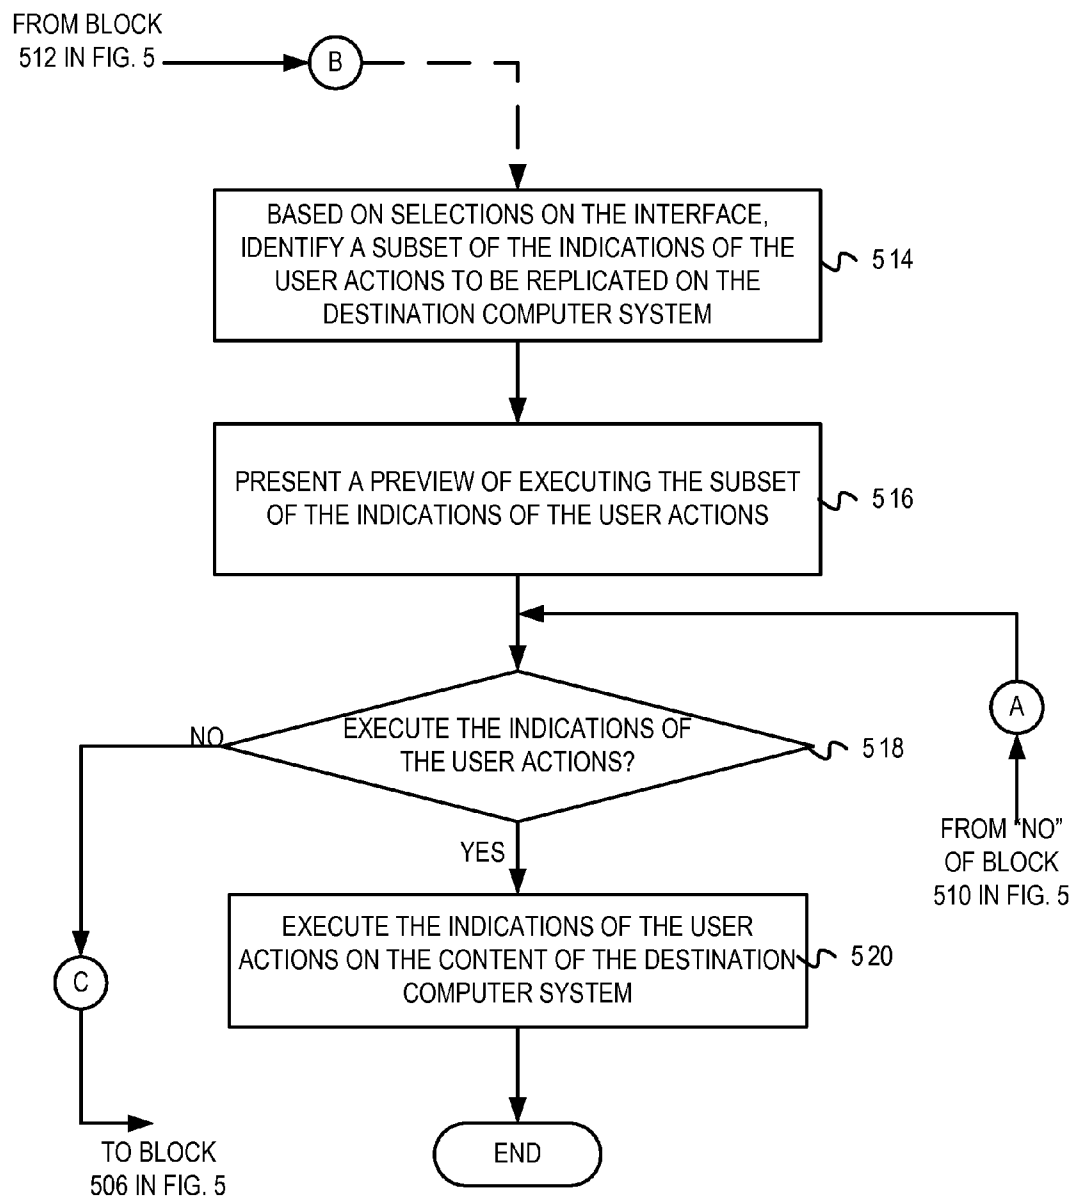 FROM BLOCK
512 IN FIG. 5
B
BASED ON SELECTIONS ON THE INTERFACE,
IDENTIFY A SUBSET OF THE INDICATIONS OF THE
USER ACTIONS TO BE REPLICATED ON THE
DESTINATION COMPUTER SYSTEM
514
PRESENT A PREVIEW OF EXECUTING THE SUBSET
OF THE INDICATIONS OF THE USER ACTIONS
516
A
NO
EXECUTE THE INDICATIONS OF
THE USER ACTIONS?
518
FROM "NO"
OF BLOCK
510 IN FIG. 5
YES
EXECUTE THE INDICATIONS OF THE USER
ACTIONS ON THE CONTENT OF THE DESTINATION
COMPUTER SYSTEM
520
C
TO BLOCK
506 IN FIG. 5
END